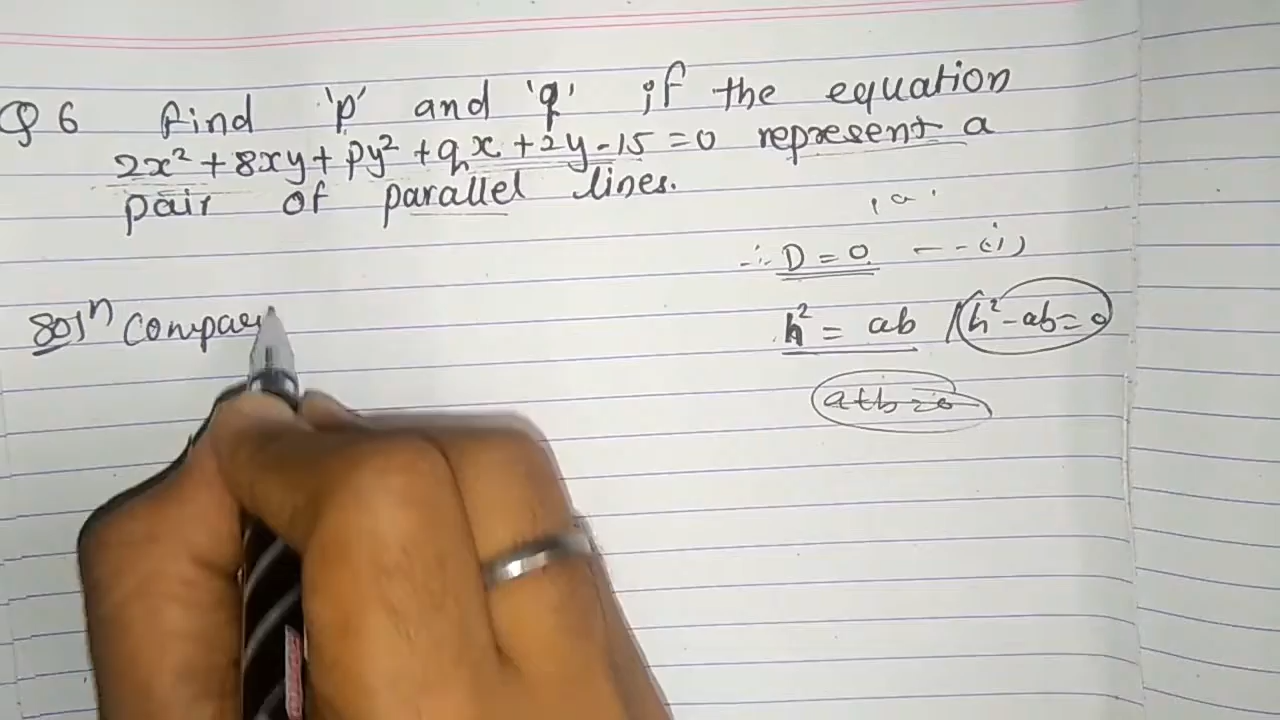 Q 6 Find 'p' and 'q' if the equation
2x² + 8xy + py² + qx + 2y - 15 = 0 represent a
pair of parallel lines.
∴ D = 0 --(i)
h² = ab / h² - ab = 0
a+b=0
Solⁿ Compar